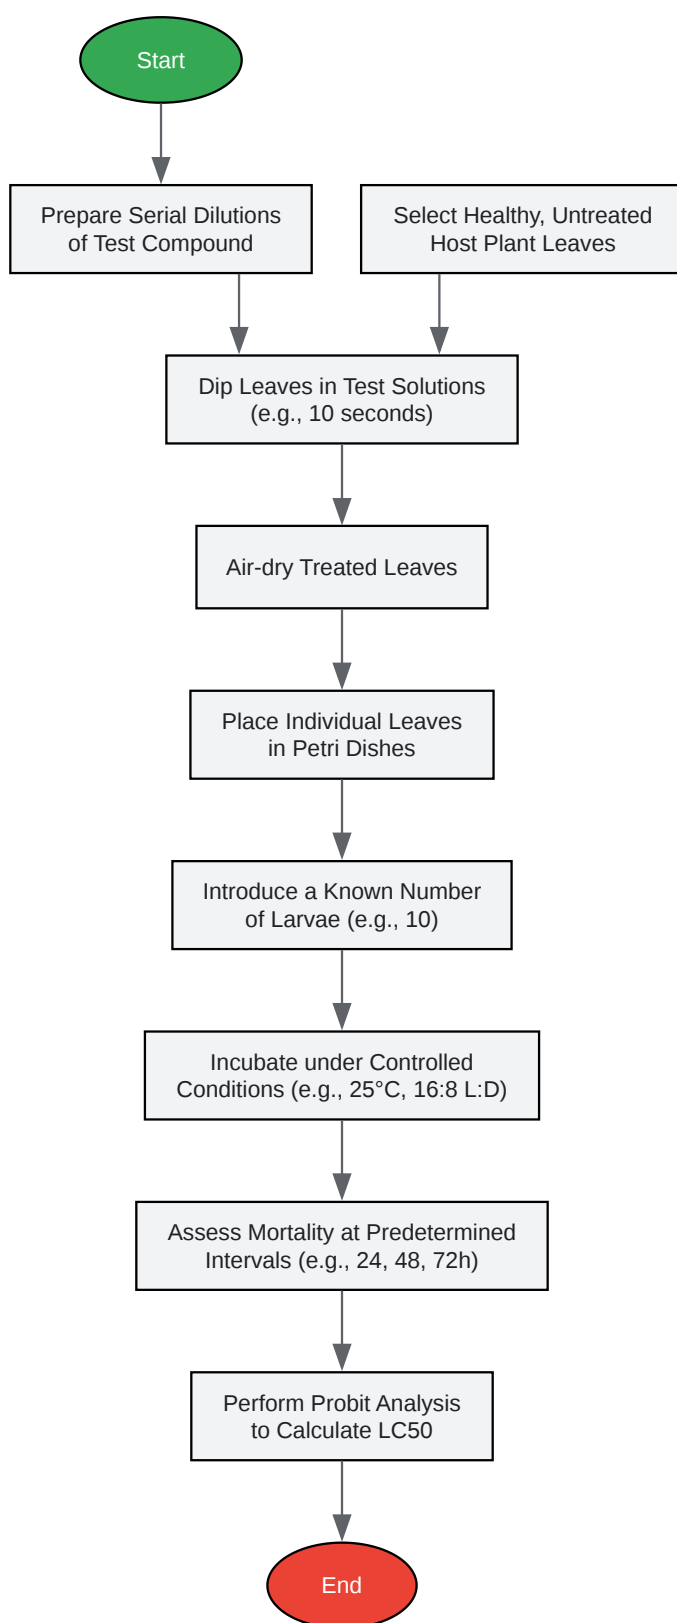 Start
Prepare Serial Dilutions
of Test Compound
Select Healthy, Untreated
Host Plant Leaves
Dip Leaves in Test Solutions
(e.g., 10 seconds)
Air-dry Treated Leaves
Place Individual Leaves
in Petri Dishes
Introduce a Known Number
of Larvae (e.g., 10)
Incubate under Controlled
Conditions (e.g., 25°C, 16:8 L:D)
Assess Mortality at Predetermined
Intervals (e.g., 24, 48, 72h)
Perform Probit Analysis
to Calculate LC50
End